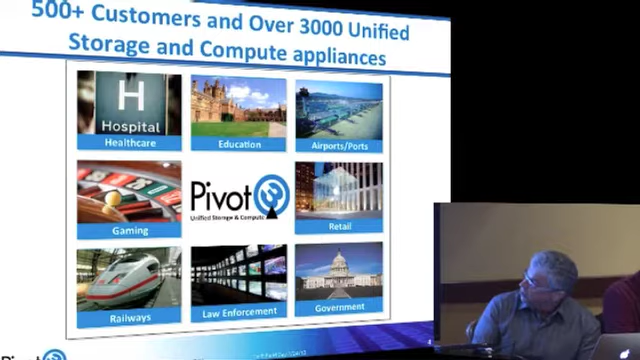 500+ Customers and Over 3000 Unified
Storage and Compute appliances
H
Hospital
Healthcare
Education
Airports/Ports
Gaming
Pivot3
Unified Storage & Compute
Retail
Railways
Law Enforcement
Government
Pivot3